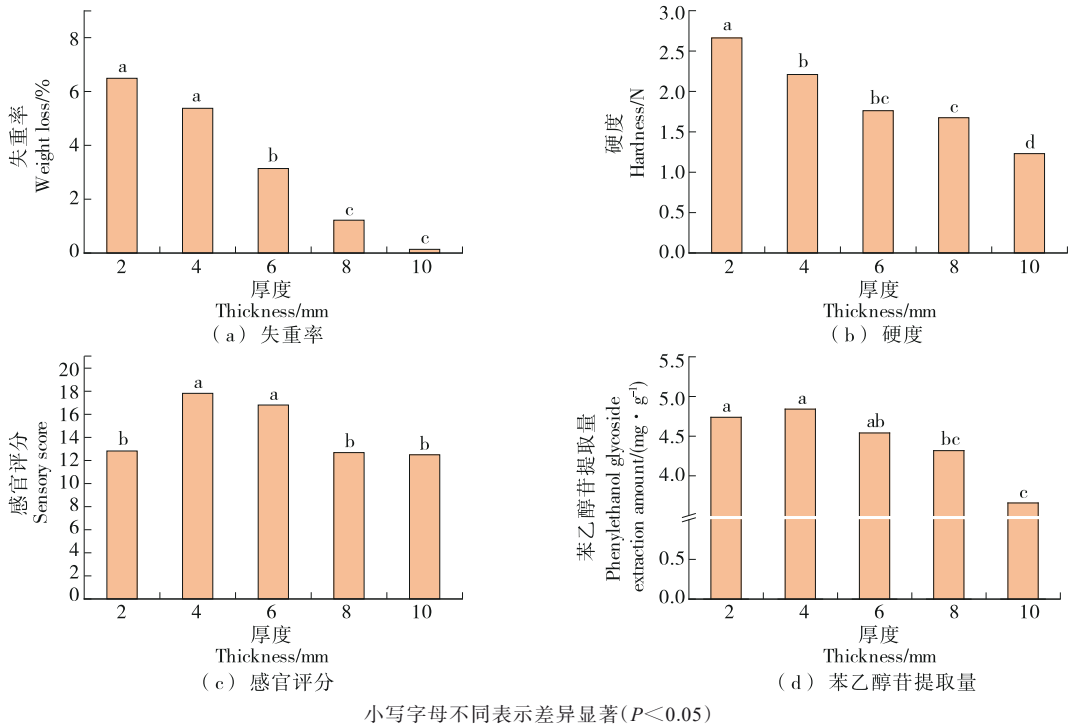 8
6
4
2
0
失重率
Weight loss/%
a
a
b
c
c
2 4 6 8 10
厚度
Thickness/mm
(a) 失重率
3.0
2.5
2.0
1.5
1.0
0.5
0.0
硬度
Hardness/N
a
b
bc
c
d
2 4 6 8 10
厚度
Thickness/mm
(b) 硬度
20
18
16
14
12
10
8
6
4
2
0
感官评分
Sensory score
b
a
a
b
b
2 4 6 8 10
厚度
Thickness/mm
(c) 感官评分
5.5
5.0
4.5
4.0
0.5
0.0
苯乙醇苷提取量
Phenylethanol glycoside
extraction amount/(mg·g⁻¹)
a
a
ab
bc
c
2 4 6 8 10
厚度
Thickness/mm
(d) 苯乙醇苷提取量
小写字母不同表示差异显著(P<0.05)